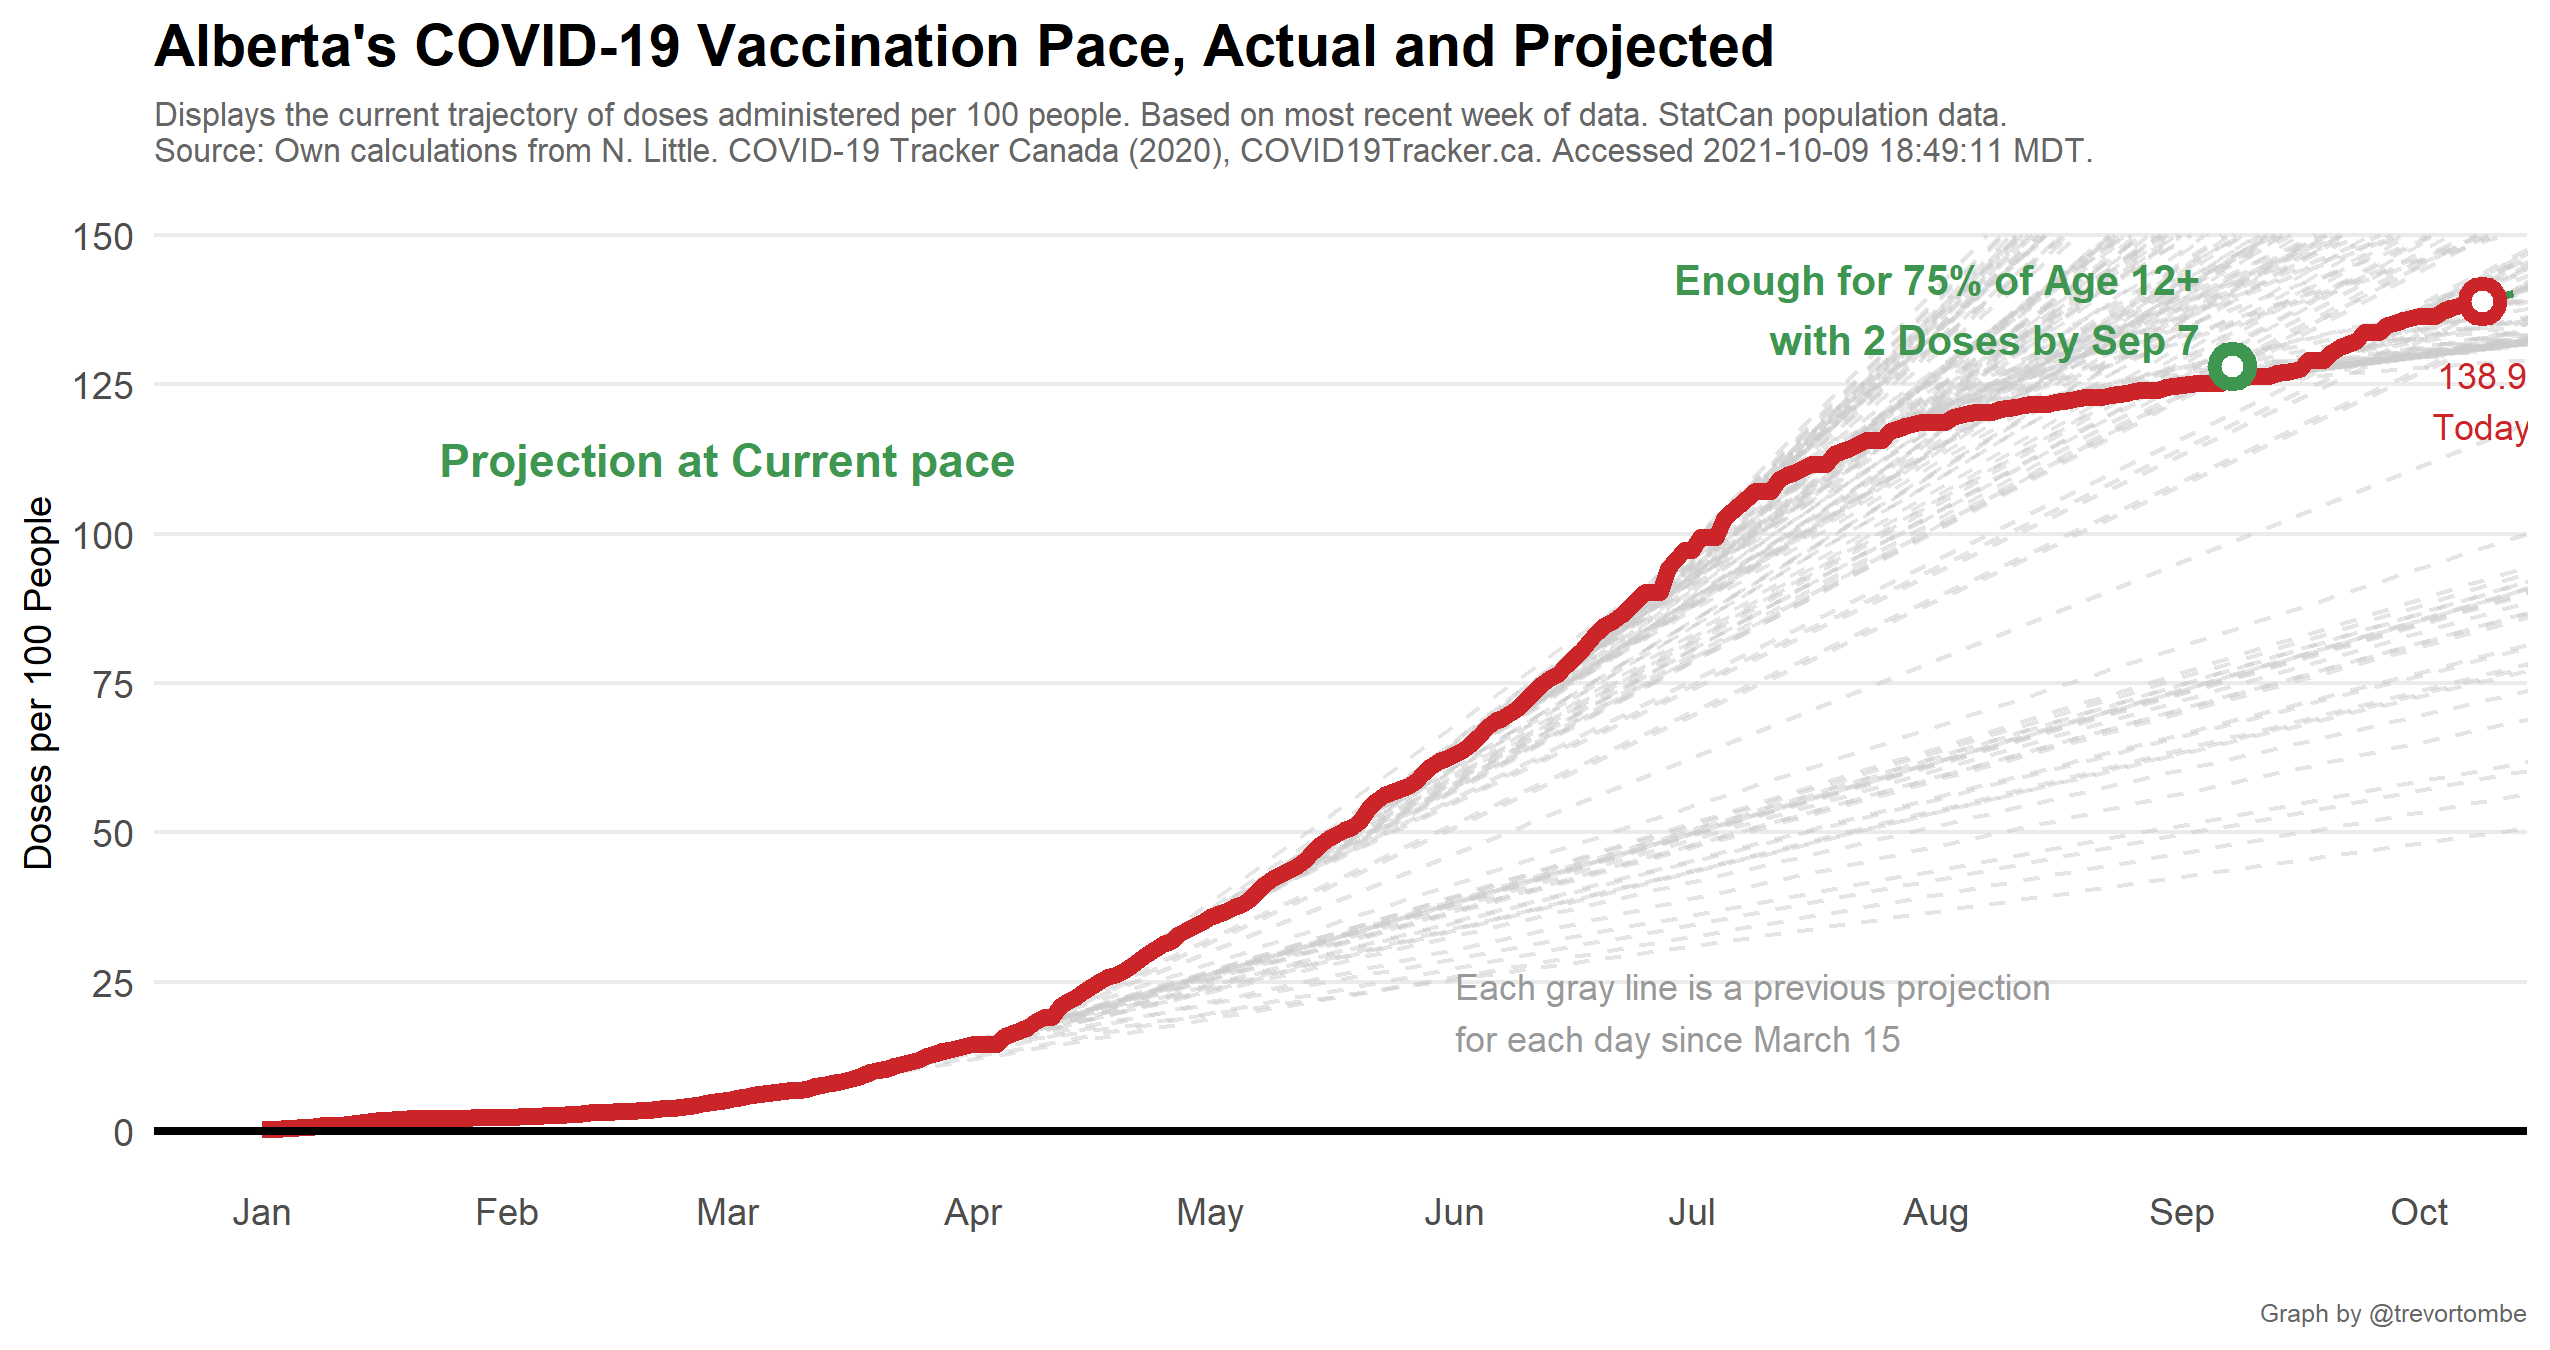 Alberta's COVID-19 Vaccination Pace, Actual and Projected
Displays the current trajectory of doses administered per 100 people. Based on most recent week of data. StatCan population data.
Source: Own calculations from N. Little. COVID-19 Tracker Canada (2020), COVID19Tracker.ca. Accessed 2021-10-09 18:49:11 MDT.
Doses per 100 People
150
125
100
75
50
25
0
Enough for 75% of Age 12+
with 2 Doses by Sep 7
138.9
Today
Projection at Current pace
Each gray line is a previous projection
for each day since March 15
Jan Feb Mar Apr May Jun Jul Aug Sep Oct
Graph by @trevortombe